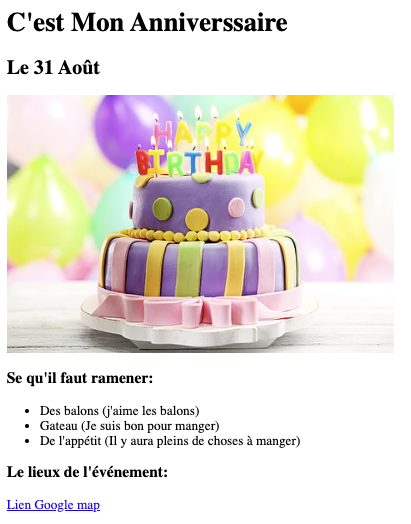 C'est Mon Anniverssaire
Le 31 Août
HAPPY
BIRTHDAY
Se qu'il faut ramener:
Des balons (j'aime les balons)
Gateau (Je suis bon pour manger)
De l'appétit (Il y aura pleins de choses à manger)
Le lieux de l'événement:
Lien Google map